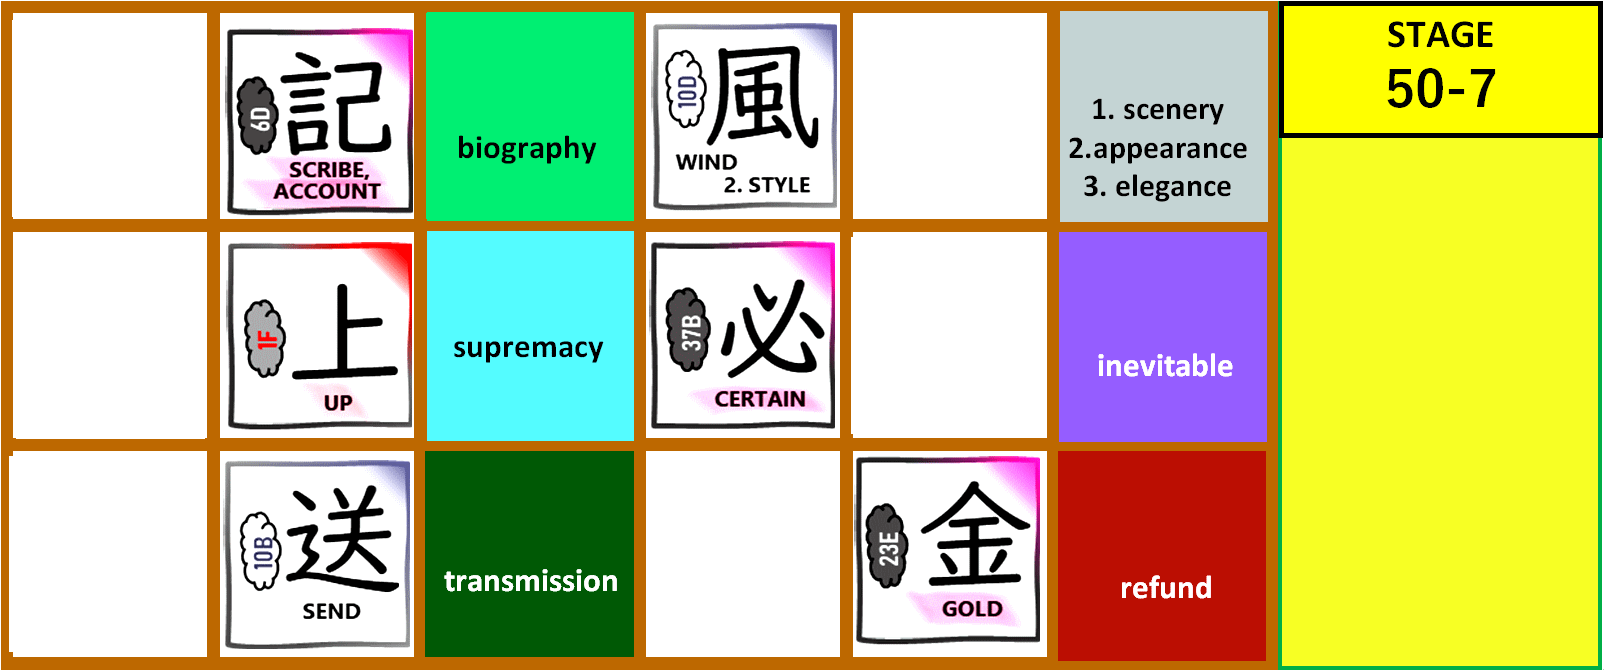 6D
記
SCRIBE,
ACCOUNT
biography
10D
風
WIND
2. STYLE
1. scenery
2.appearance
3. elegance
STAGE
50-7
1F
上
UP
supremacy
37B
必
CERTAIN
inevitable
10B
送
SEND
transmission
23E
金
GOLD
refund